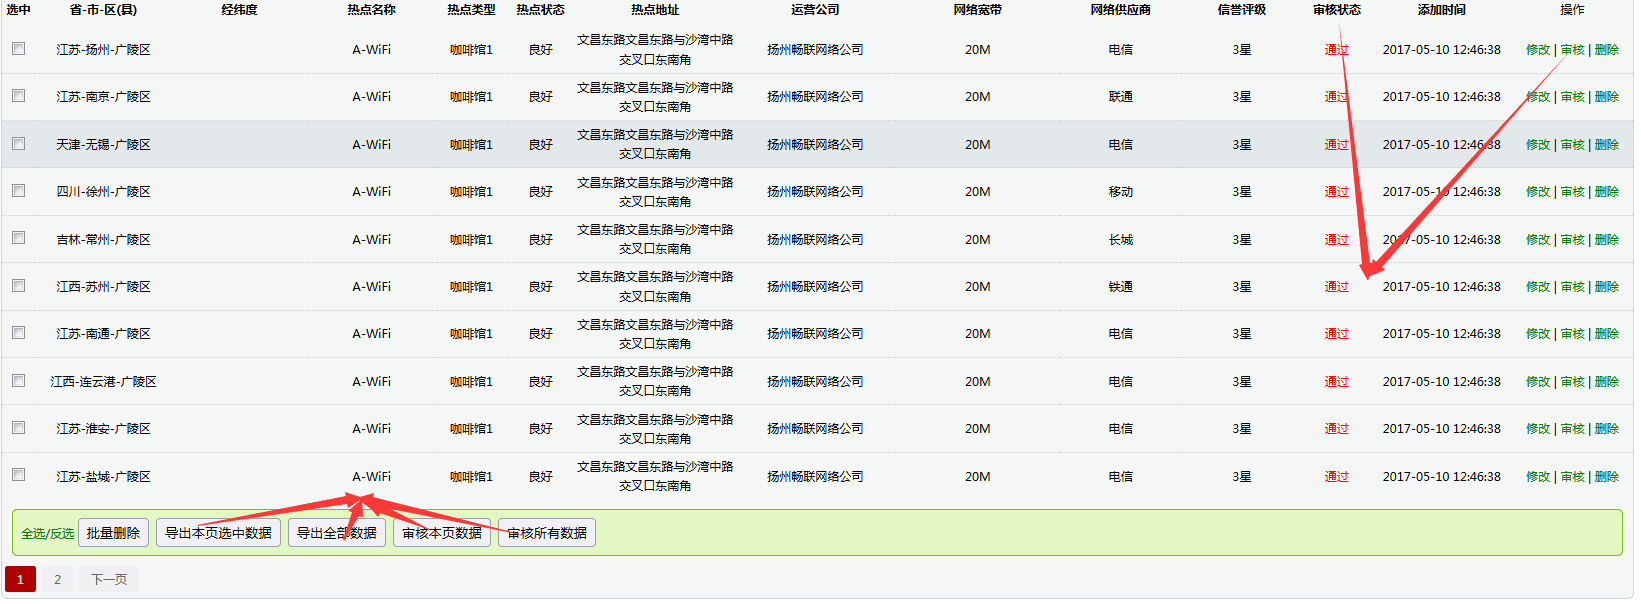 选中 省-市-区(县) 经纬度 热点名称 热点类型 热点状态 热点地址 运营公司 网络宽带 网络供应商 信誉评级 审核状态 添加时间 操作
江苏-扬州-广陵区 A-WiFi 咖啡馆1 良好 文昌东路文昌东路与沙湾中路 扬州畅联网络公司 20M 电信 3星 通过 2017-05-10 12:46:38 修改 | 审核 | 删除
交叉口东南角
江苏-南京-广陵区 A-WiFi 咖啡馆1 良好 文昌东路文昌东路与沙湾中路 扬州畅联网络公司 20M 联通 3星 通过 2017-05-10 12:46:38 修改 | 审核 | 删除
交叉口东南角
天津-无锡-广陵区 A-WiFi 咖啡馆1 良好 文昌东路文昌东路与沙湾中路 扬州畅联网络公司 20M 电信 3星 通过 2017-05-10 12:46:38 修改 | 审核 | 删除
交叉口东南角
四川-徐州-广陵区 A-WiFi 咖啡馆1 良好 文昌东路文昌东路与沙湾中路 扬州畅联网络公司 20M 移动 3星 通过 2017-05-10 12:46:38 修改 | 审核 | 删除
交叉口东南角
吉林-常州-广陵区 A-WiFi 咖啡馆1 良好 文昌东路文昌东路与沙湾中路 扬州畅联网络公司 20M 长城 3星 通过 2017-05-10 12:46:38 修改 | 审核 | 删除
交叉口东南角
江西-苏州-广陵区 A-WiFi 咖啡馆1 良好 文昌东路文昌东路与沙湾中路 扬州畅联网络公司 20M 铁通 3星 通过 2017-05-10 12:46:38 修改 | 审核 | 删除
交叉口东南角
江苏-南通-广陵区 A-WiFi 咖啡馆1 良好 文昌东路文昌东路与沙湾中路 扬州畅联网络公司 20M 电信 3星 通过 2017-05-10 12:46:38 修改 | 审核 | 删除
交叉口东南角
江西-连云港-广陵区 A-WiFi 咖啡馆1 良好 文昌东路文昌东路与沙湾中路 扬州畅联网络公司 20M 电信 3星 通过 2017-05-10 12:46:38 修改 | 审核 | 删除
交叉口东南角
江苏-淮安-广陵区 A-WiFi 咖啡馆1 良好 文昌东路文昌东路与沙湾中路 扬州畅联网络公司 20M 电信 3星 通过 2017-05-10 12:46:38 修改 | 审核 | 删除
交叉口东南角
江苏-盐城-广陵区 A-WiFi 咖啡馆1 良好 文昌东路文昌东路与沙湾中路 扬州畅联网络公司 20M 电信 3星 通过 2017-05-10 12:46:38 修改 | 审核 | 删除
交叉口东南角
全选/反选 批量删除 导出本页选中数据 导出全部数据 审核本页数据 审核所有数据
1 2 下一页